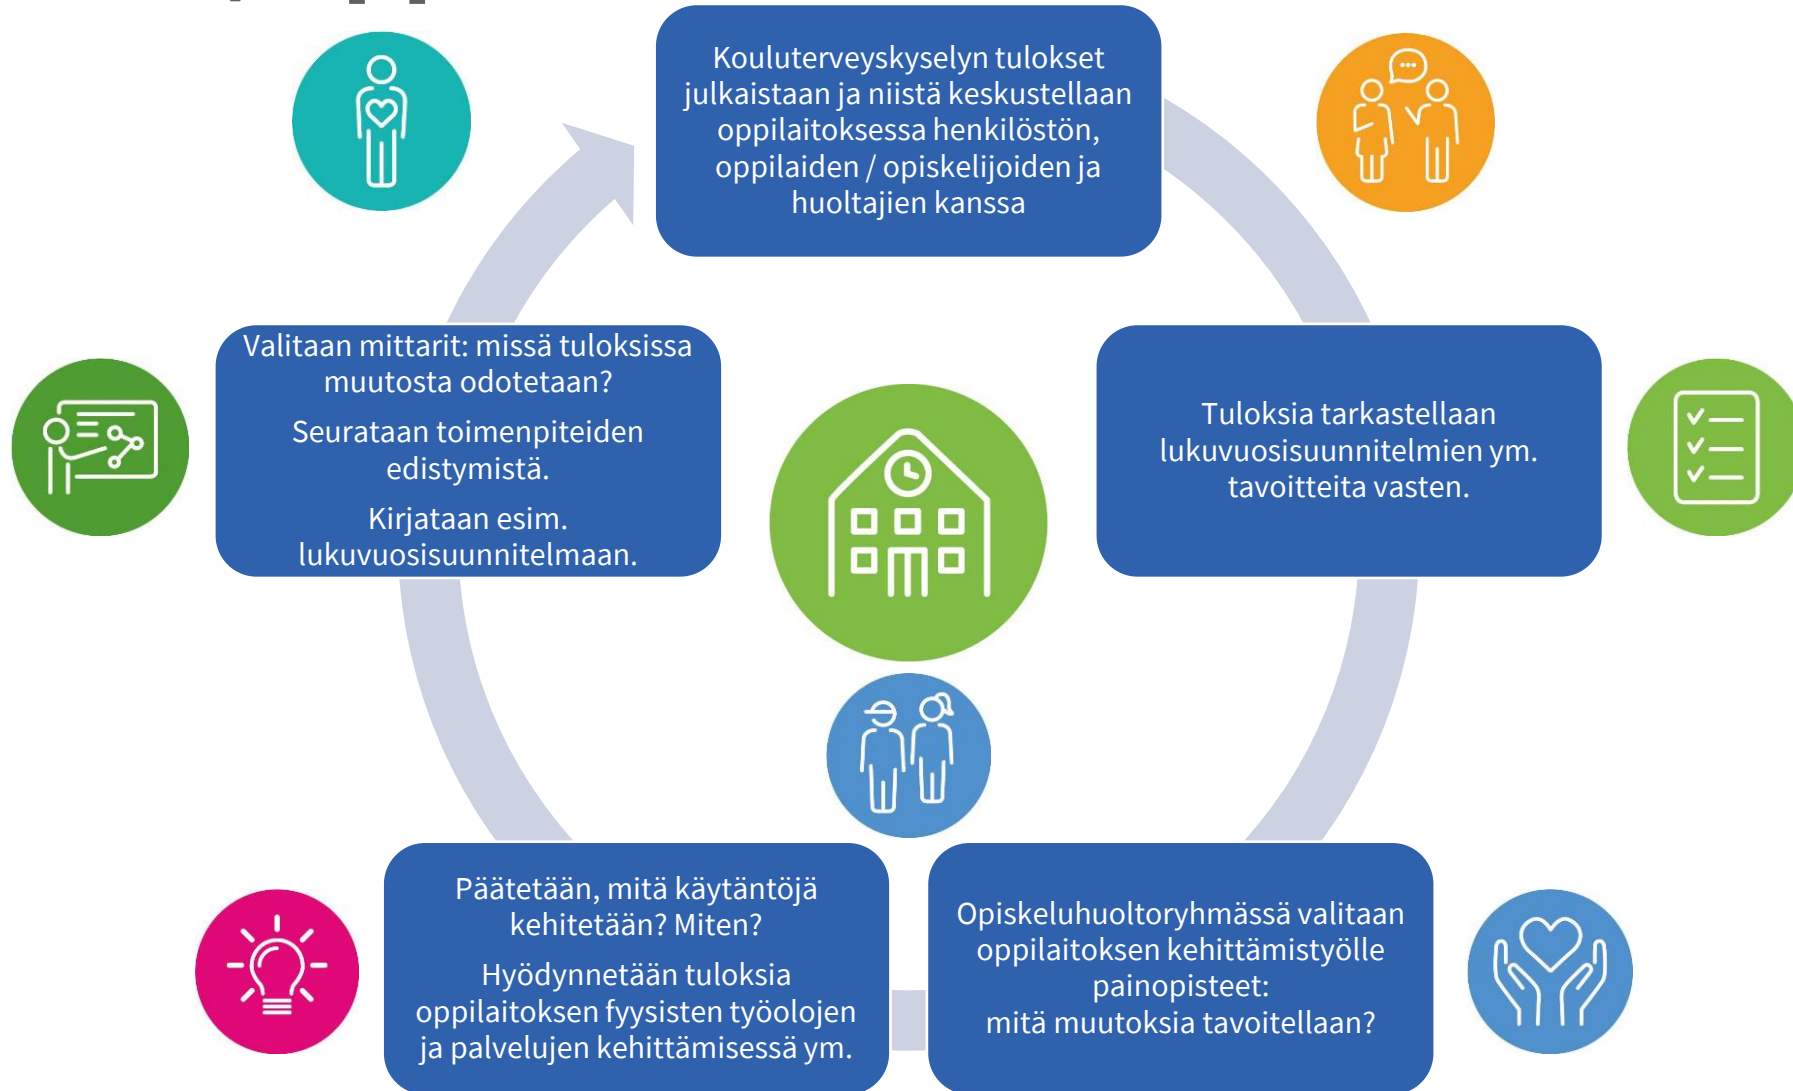 Kouluterveyskyselyn tulokset
julkaistaan ja niistä keskustellaan
oppilaitoksessa henkilöstön,
oppilaiden / opiskelijoiden ja
huoltajien kanssa
Tuloksia tarkastellaan
lukuvuosisuunnitelmien ym.
tavoitteita vasten.
Opiskeluhuoltoryhmässä valitaan
oppilaitoksen kehittämistyölle
painopisteet:
mitä muutoksia tavoitellaan?
Päätetään, mitä käytäntöjä
kehitetään? Miten?
Hyödynnetään tuloksia
oppilaitoksen fyysisten työolojen
ja palvelujen kehittämisessä ym.
Valitaan mittarit: missä tuloksissa
muutosta odotetaan?
Seurataan toimenpiteiden
edistymistä.
Kirjataan esim.
lukuvuosisuunnitelmaan.